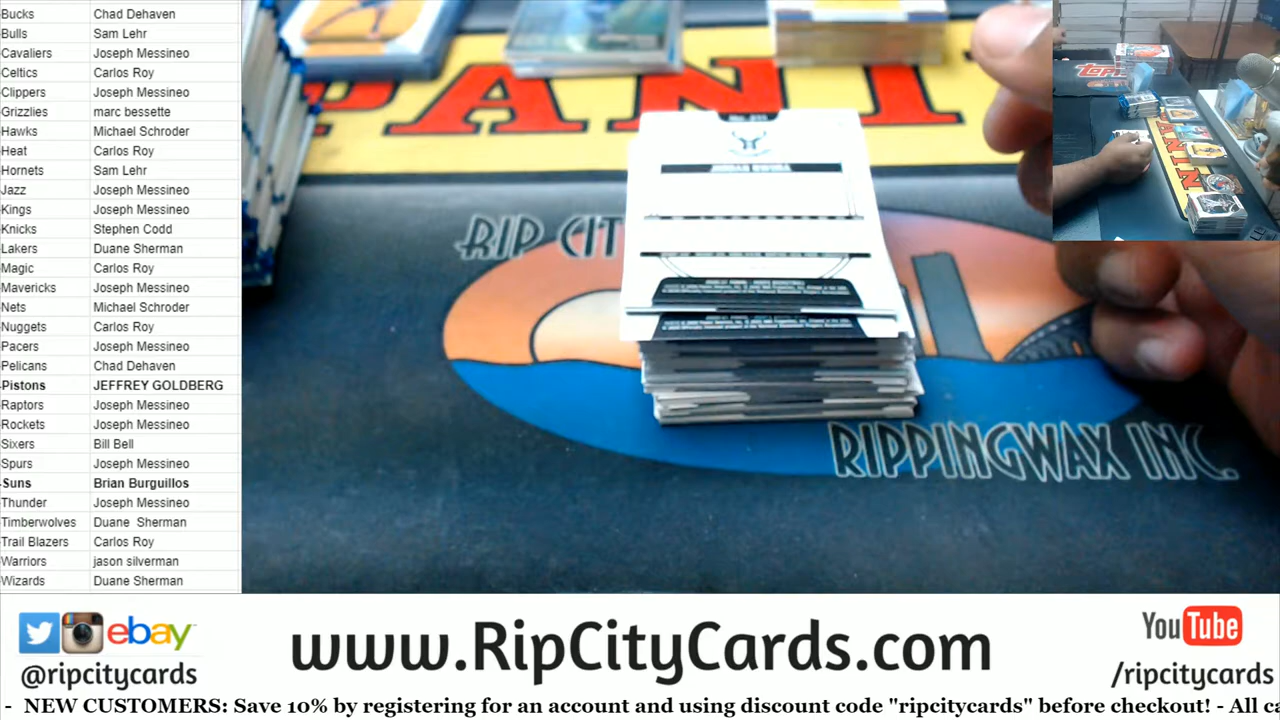 Bucks Chad Dehaven
Bulls Sam Lehr
Cavaliers Joseph Messineo
Celtics Carlos Roy
Clippers Joseph Messineo
Grizzlies marc bessette
Hawks Michael Schroder
Heat Carlos Roy
Hornets Sam Lehr
Jazz Joseph Messineo
Kings Joseph Messineo
Knicks Stephen Codd
Lakers Duane Sherman
Magic Carlos Roy
Mavericks Joseph Messineo
Nets Michael Schroder
Nuggets Carlos Roy
Pacers Joseph Messineo
Pelicans Chad Dehaven
Pistons JEFFREY GOLDBERG
Raptors Joseph Messineo
Rockets Joseph Messineo
Sixers Bill Bell
Spurs Joseph Messineo
Suns Brian Burguillos
Thunder Joseph Messineo
Timberwolves Duane Sherman
Trail Blazers Carlos Roy
Warriors jason silverman
Wizards Duane Sherman
PANINI
RIP CIT
RIPPINGWAX INC.
ebay
@ripcitycards
www.RipCityCards.com
YouTube
/ripcitycards
- NEW CUSTOMERS: Save 10% by registering for an account and using discount code "ripcitycards" before checkout! - All ca